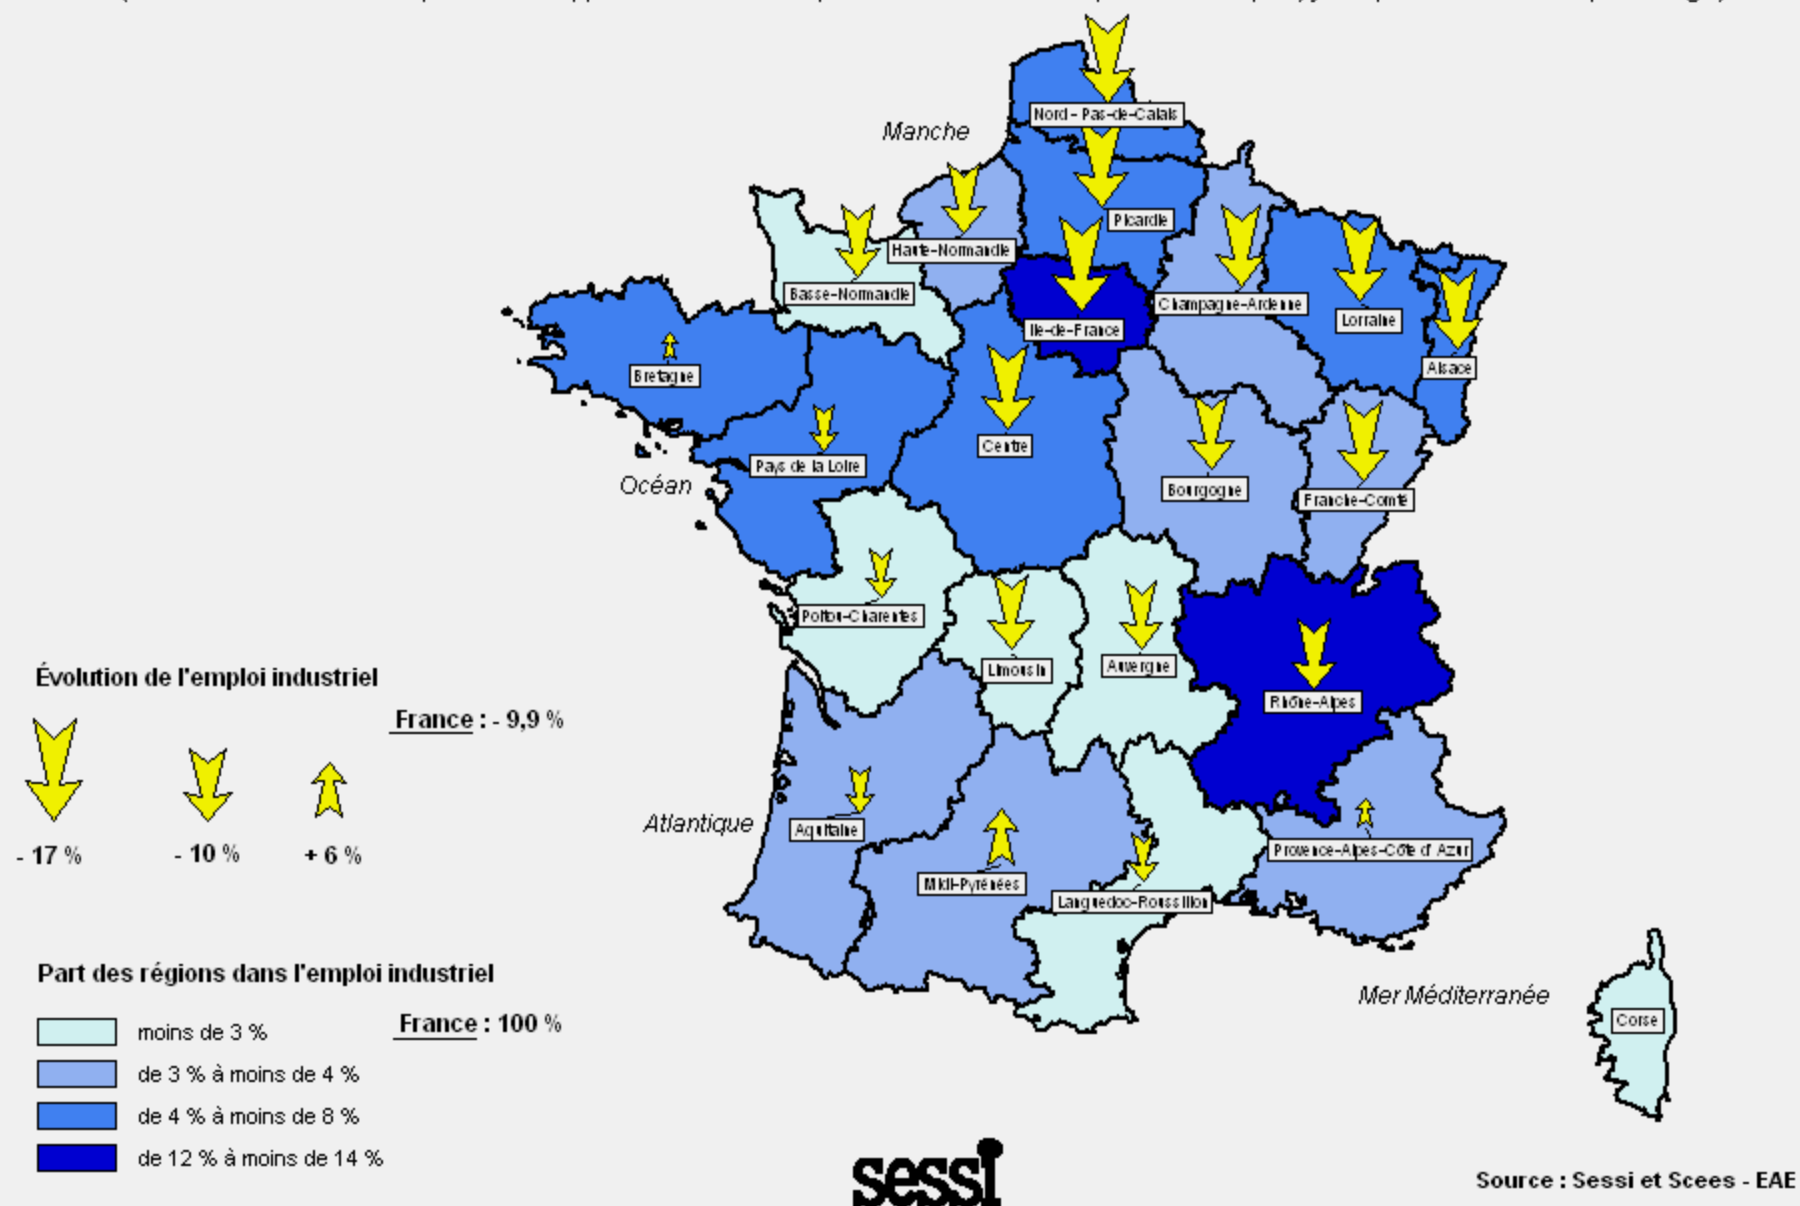 Manche
Nord - Pas-de-Calais
Picardie
Haute-Normandie
Basse-Normandie
Ile-de-France
Champagne-Ardenne
Lorraine
Alsace
Bretagne
Centre
Pays de la Loire
Bourgogne
Franche-Comté
Océan
Poitou-Charentes
Limousin
Auvergne
Rhône-Alpes
Évolution de l'emploi industriel
France : - 9,9 %
- 17 %
- 10 %
+ 6 %
Atlantique
Aquitaine
Midi-Pyrénées
Languedoc-Roussillon
Provence-Alpes-Côte d' Azur
Part des régions dans l'emploi industriel
France : 100 %
moins de 3 %
de 3 % à moins de 4 %
de 4 % à moins de 8 %
de 12 % à moins de 14 %
Mer Méditerranée
Corse
sessi
Source : Sessi et Scees - EAE